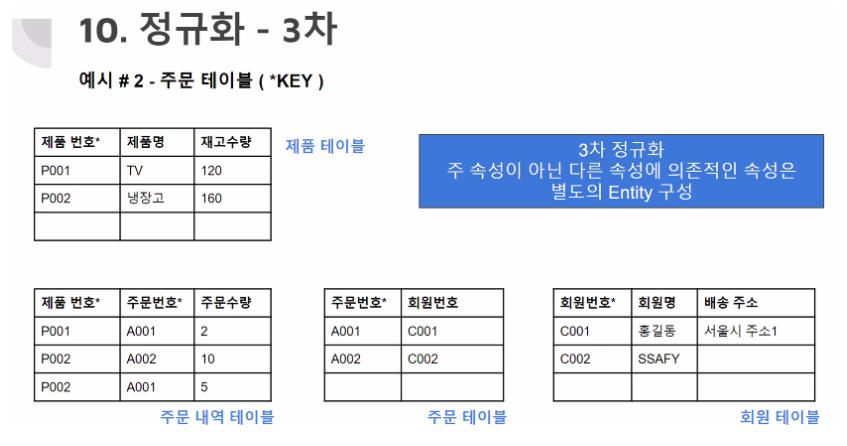 10. 정규화 - 3차
예시 # 2 - 주문 테이블 ( *KEY )
제품 번호* 제품명 재고수량
P001 TV 120
P002 냉장고 160
제품 테이블
3차 정규화
주 속성이 아닌 다른 속성에 의존적인 속성은
별도의 Entity 구성
제품 번호* 주문번호* 주문수량
P001 A001 2
P002 A002 10
P002 A001 5
주문 내역 테이블
주문번호* 회원번호
A001 C001
A002 C002
주문 테이블
회원번호* 회원명 배송 주소
C001 홍길동 서울시 주소1
C002 SSAFY
회원 테이블